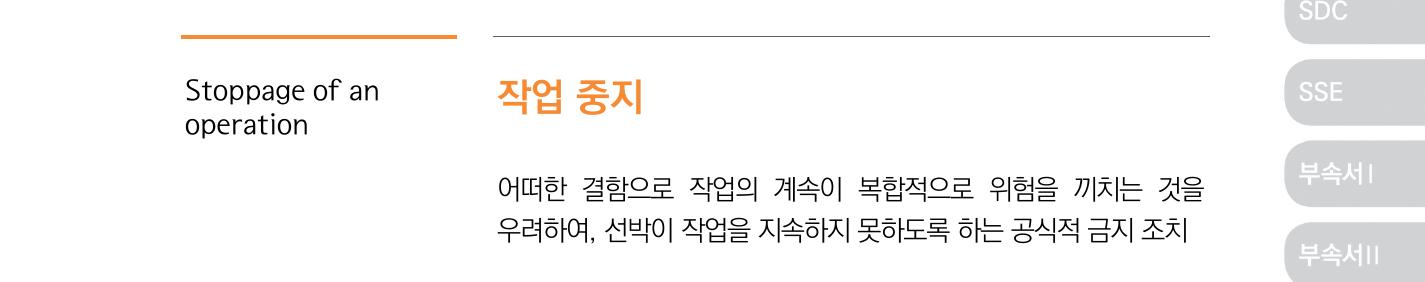 SDC
Stoppage of an
operation
작업 중지
SSE
부속서Ⅰ
어떠한 결함으로 작업의 계속이 복합적으로 위험을 끼치는 것을
우려하여, 선박이 작업을 지속하지 못하도록 하는 공식적 금지 조치
부속서Ⅱ